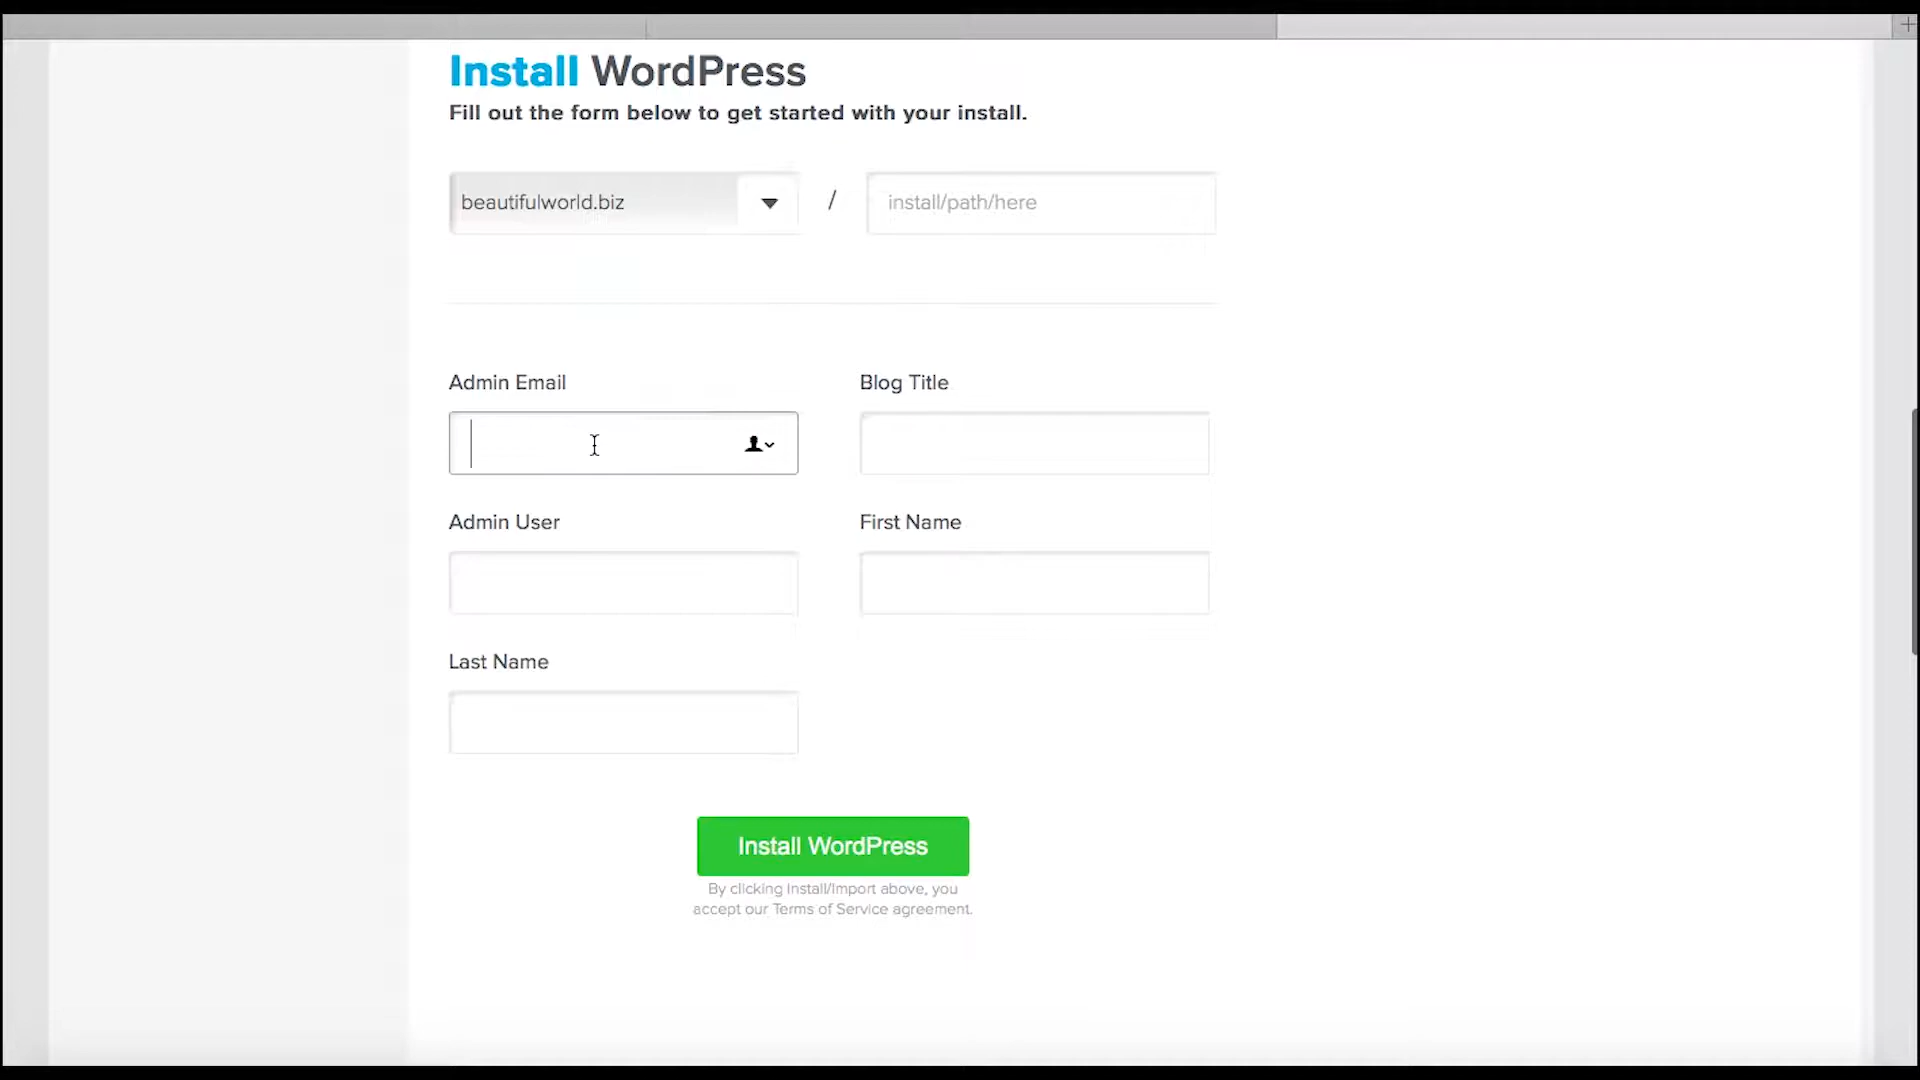 Install WordPress
Fill out the form below to get started with your install.
beautifulworld.biz / install/path/here
Admin Email
Blog Title
Admin User
First Name
Last Name
Install WordPress
By clicking Install/Import above, you
accept our Terms of Service agreement.